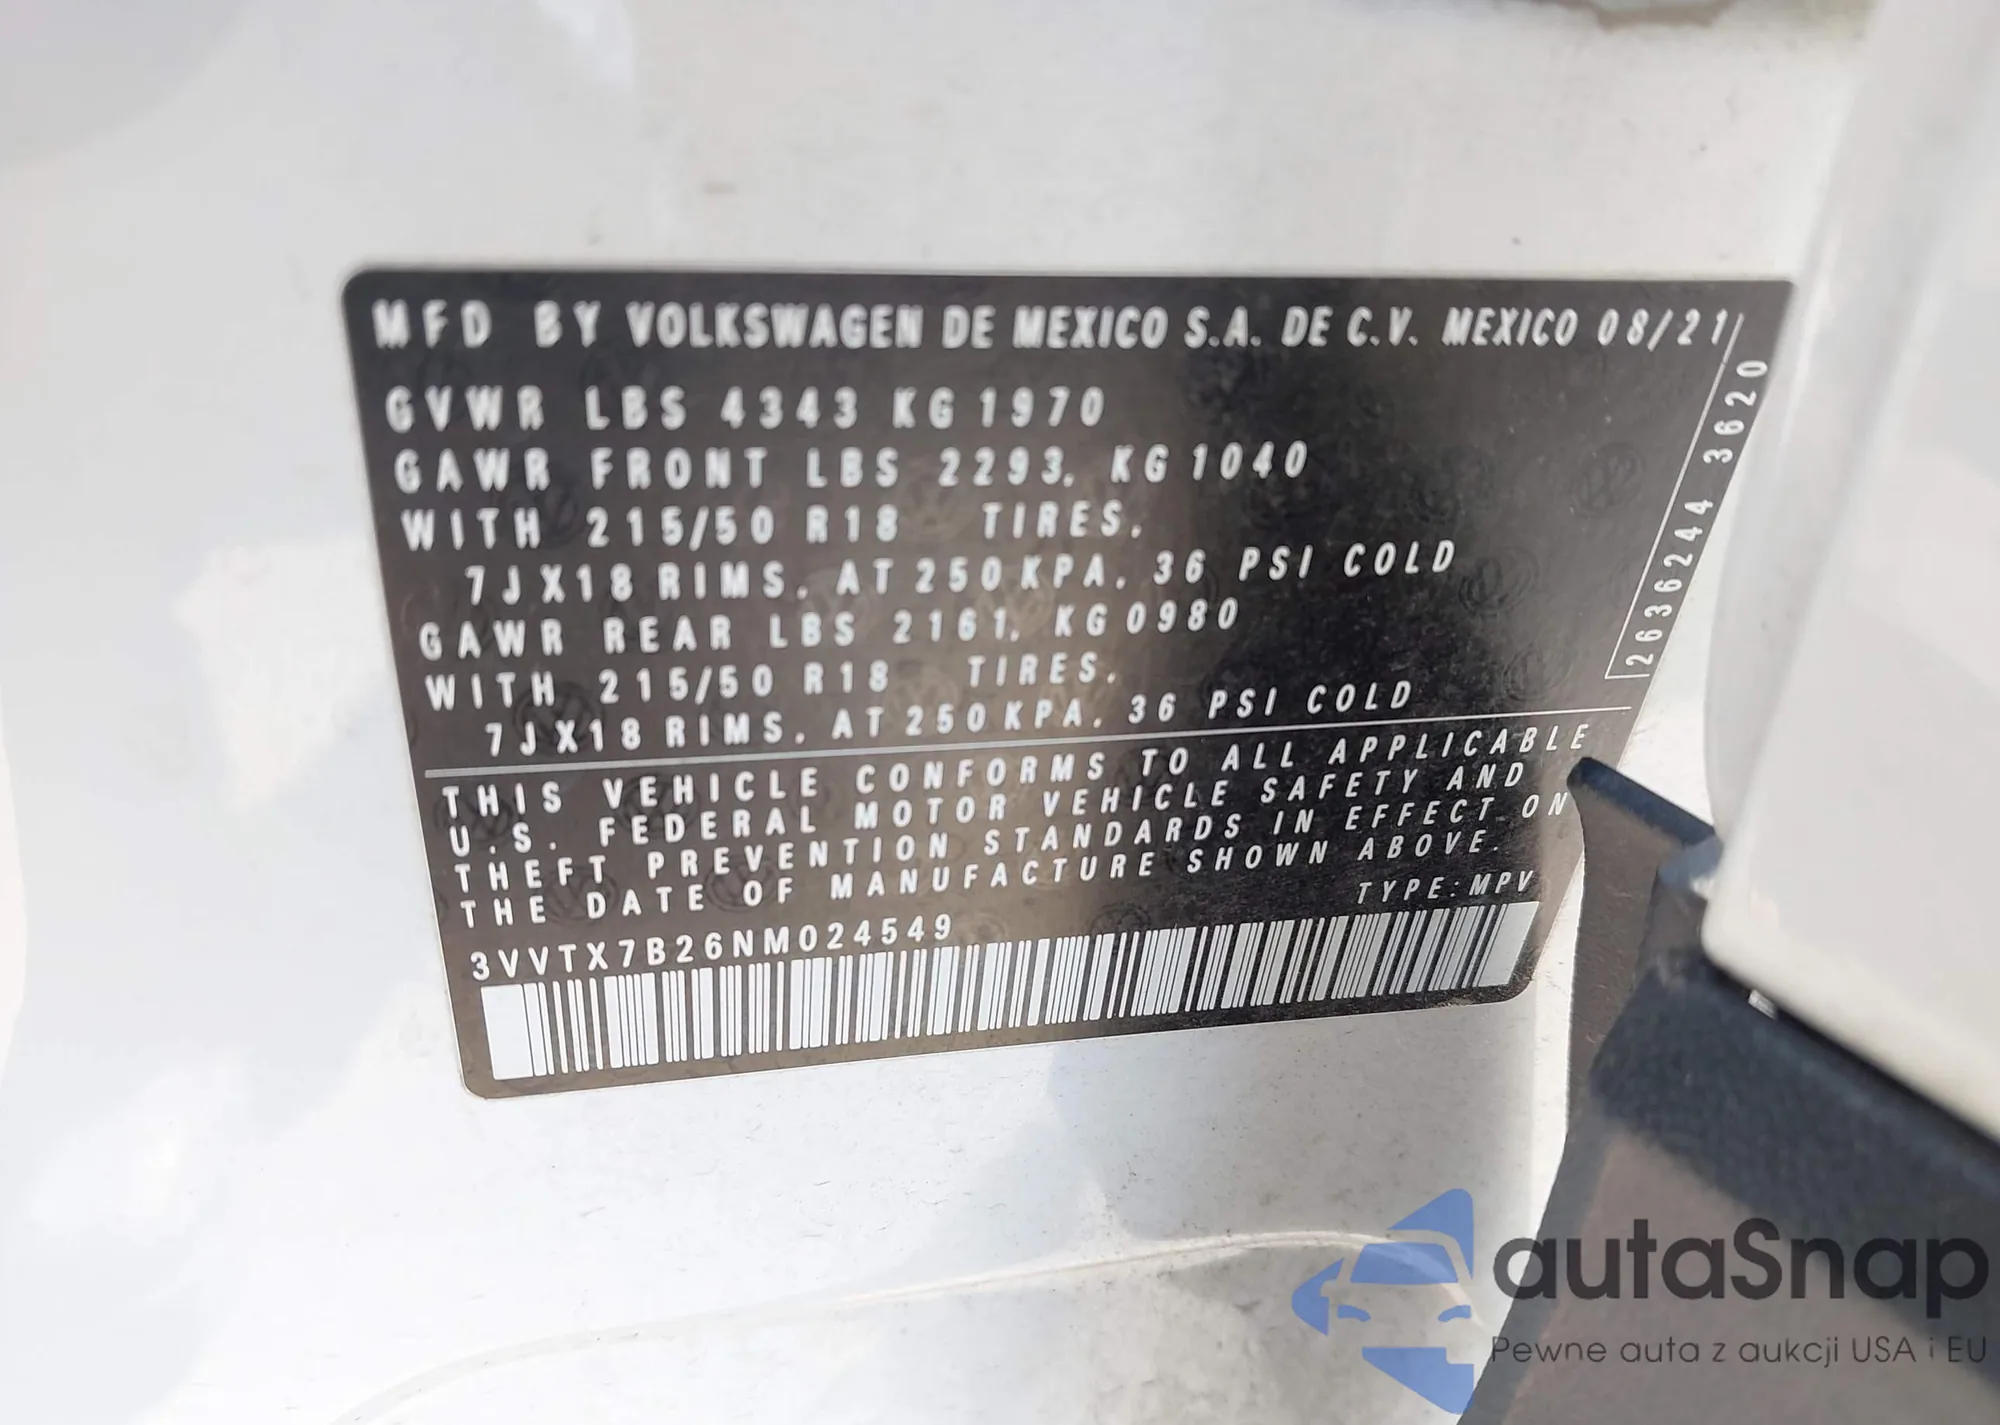 MFD BY VOLKSWAGEN DE MEXICO S.A. DE C.V. MEXICO 08/21
GVWR LBS 4343 KG 1970
GAWR FRONT LBS 2293. KG 1040
WITH 215/50 R18 TIRES.
7JX18 RIMS. AT 250KPA. 36 PSI COLD
GAWR REAR LBS 2161. KG 0980
WITH 215/50 R18 TIRES.
7JX18 RIMS. AT 250KPA. 36 PSI COLD
2636244 3620
THIS VEHICLE CONFORMS TO ALL APPLICABLE
U.S. FEDERAL MOTOR VEHICLE SAFETY AND
THEFT PREVENTION STANDARDS IN EFFECT ON
THE DATE OF MANUFACTURE SHOWN ABOVE.
TYPE: MPV
3VVTX7B26NM024549
autaSnap
Pewne auta z aukcji USA i EU